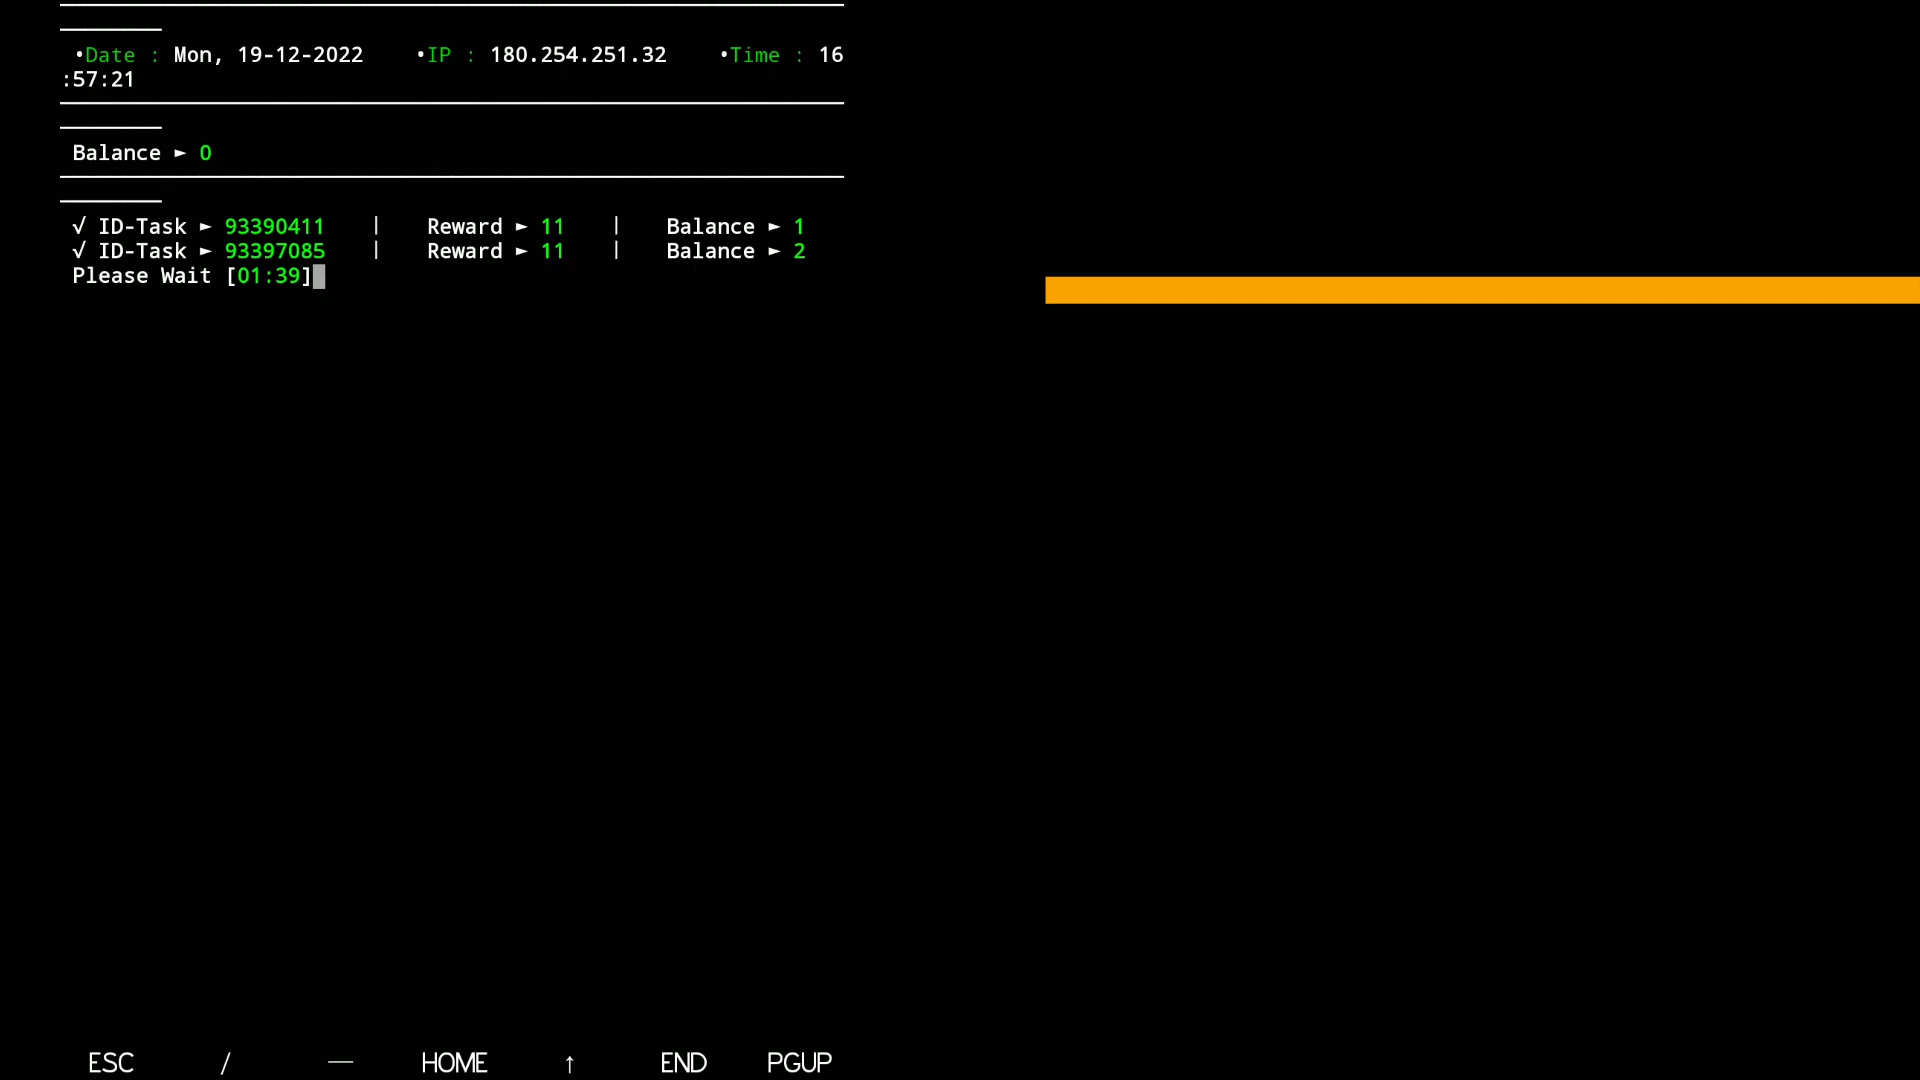 •Date : Mon, 19-12-2022 •IP : 180.254.251.32 •Time : 16
:57:21
Balance ► 0
√ ID-Task ► 93390411 | Reward ► 11 | Balance ► 1
√ ID-Task ► 93397085 | Reward ► 11 | Balance ► 2
Please Wait [01:39]
ESC / — HOME ↑ END PGUP